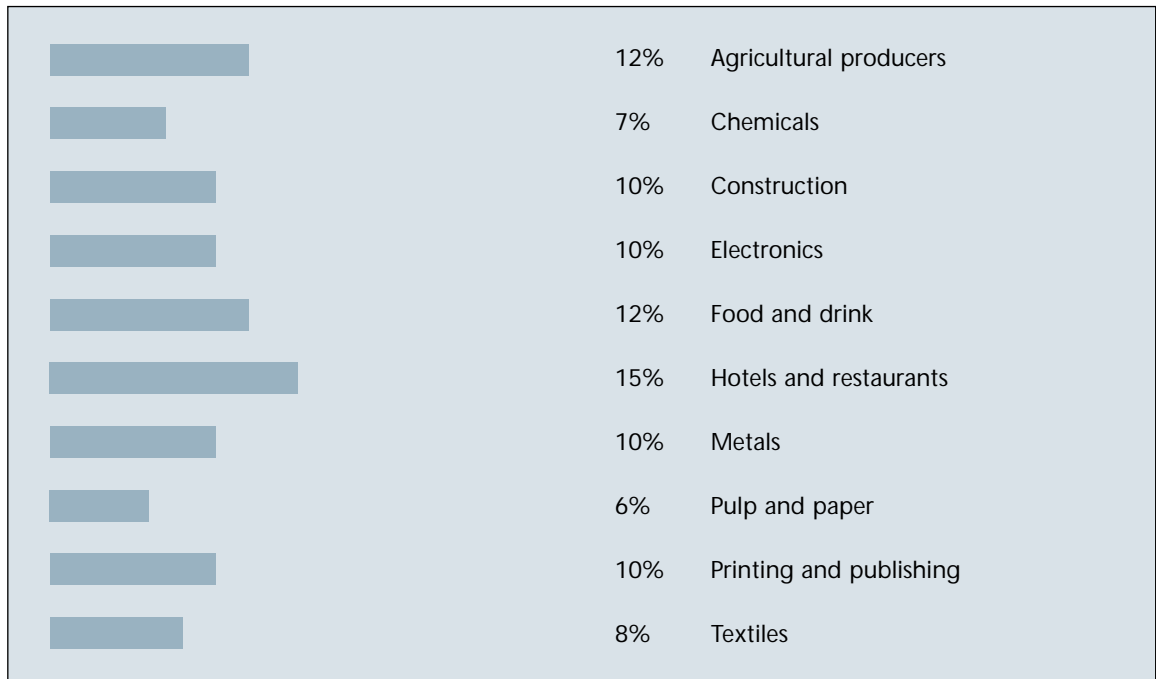 12% Agricultural producers
7% Chemicals
10% Construction
10% Electronics
12% Food and drink
15% Hotels and restaurants
10% Metals
6% Pulp and paper
10% Printing and publishing
8% Textiles